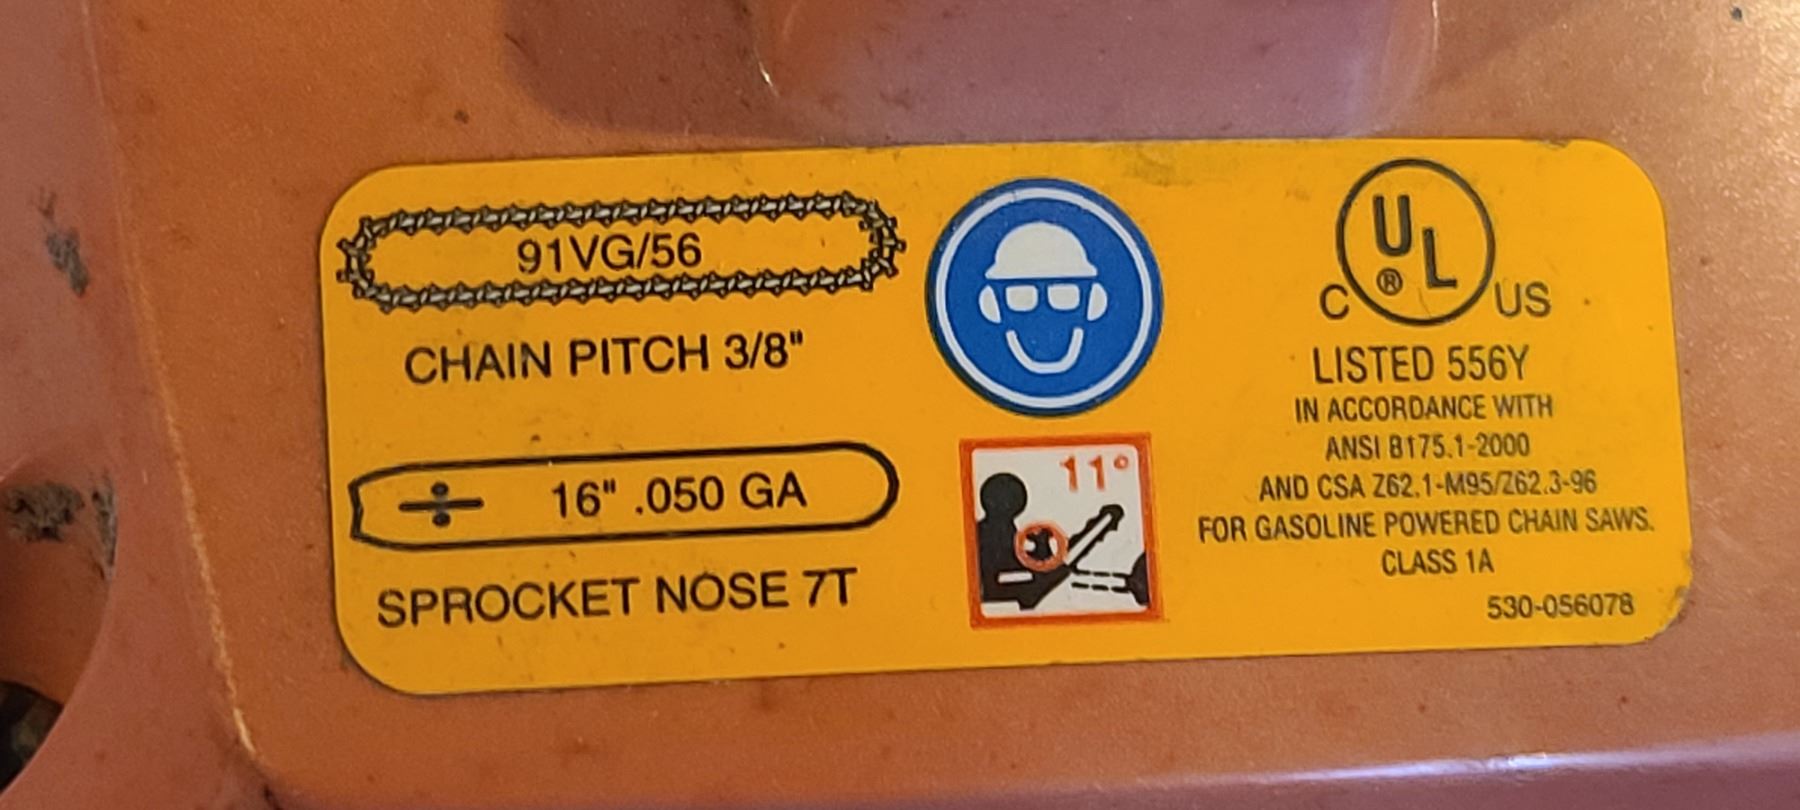 91VG/56
CHAIN PITCH 3/8"
16" .050 GA
SPROCKET NOSE 7T
11°
UL®
C US
LISTED 556Y
IN ACCORDANCE WITH
ANSI B175.1-2000
AND CSA Z62.1-M95/Z62.3-96
FOR GASOLINE POWERED CHAIN SAWS.
CLASS 1A
530-056078